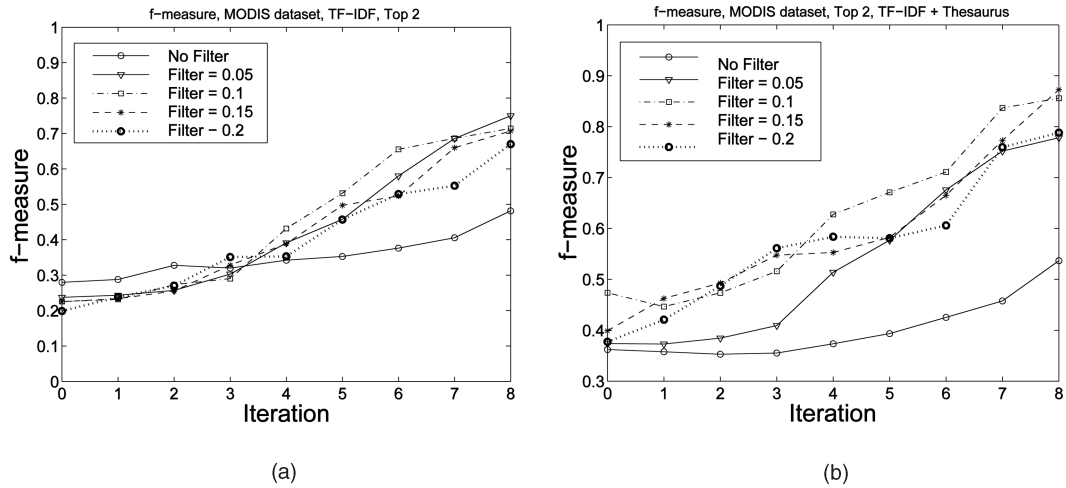 f−measure, MODIS dataset, TF−IDF, Top 2
1
0.9
0.8
0.7
0.6
0.5
0.4
0.3
0.2
0.1
0
f−measure
No Filter
Filter = 0.05
Filter = 0.1
Filter = 0.15
Filter − 0.2
0 1 2 3 4 5 6 7 8
Iteration
(a)
f−measure, MODIS dataset, Top 2, TF−IDF + Thesaurus
1
0.9
0.8
0.7
0.6
0.5
0.4
0.3
f−measure
No Filter
Filter = 0.05
Filter = 0.1
Filter = 0.15
Filter − 0.2
0 1 2 3 4 5 6 7 8
Iteration
(b)